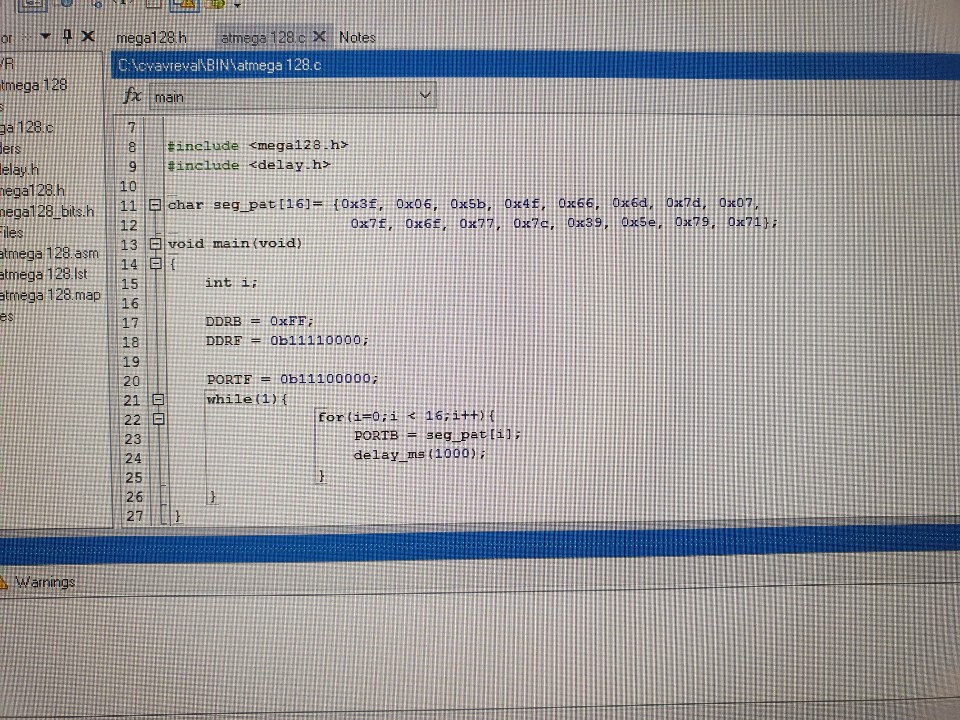 or
mega128.h atmega 128.c Notes
C:\cvavreval\BIN\atmega 128.c
fx main
tmega 128
ga 128.c
ders
elay.h
mega128.h
mega128_bits.h
Files
atmega 128.asm
atmega 128.lst
atmega 128.map
es
7
8 #include <mega128.h>
9 #include <delay.h>
10
11 char seg_pat[16]= {0x3f, 0x06, 0x5b, 0x4f, 0x66, 0x6d, 0x7d, 0x07,
12 0x7f, 0x6f, 0x77, 0x7c, 0x39, 0x5e, 0x79, 0x71};
13 void main(void)
14 {
15 int i;
16
17 DDRB = 0xFF;
18 DDRF = 0b11110000;
19
20 PORTF = 0b11100000;
21 while(1){
22 for(i=0;i < 16;i++){
23 PORTB = seg_pat[i];
24 delay_ms(1000);
25 }
26 }
27 }
Warnings